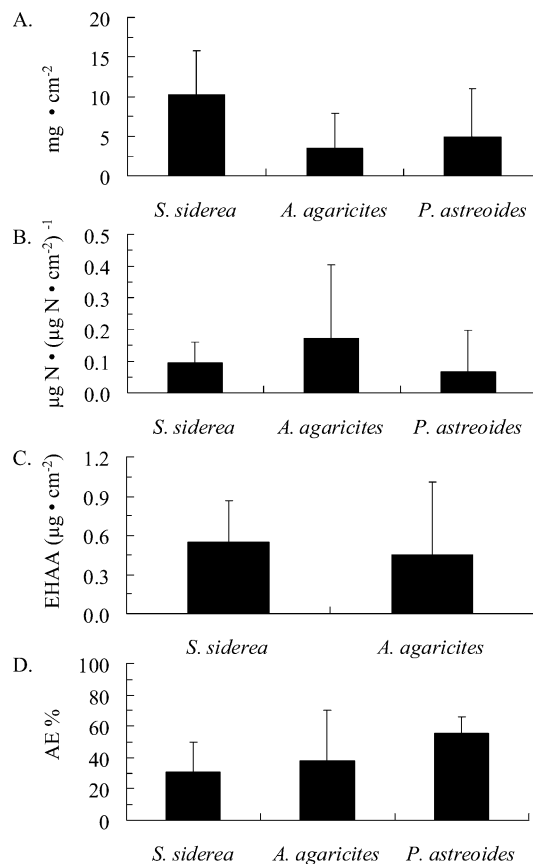 A.
20
15
10
5
0
mg • cm-2
S. siderea A. agaricites P. astreoides
B.
0.5
0.4
0.3
0.2
0.1
0.0
µg N • (µg N • cm-2) -1
S. siderea A. agaricites P. astreoides
C.
1.2
0.9
0.6
0.3
0.0
EHAA (µg • cm-2)
S. siderea A. agaricites
D.
100
80
60
40
20
0
AE %
S. siderea A. agaricites P. astreoides